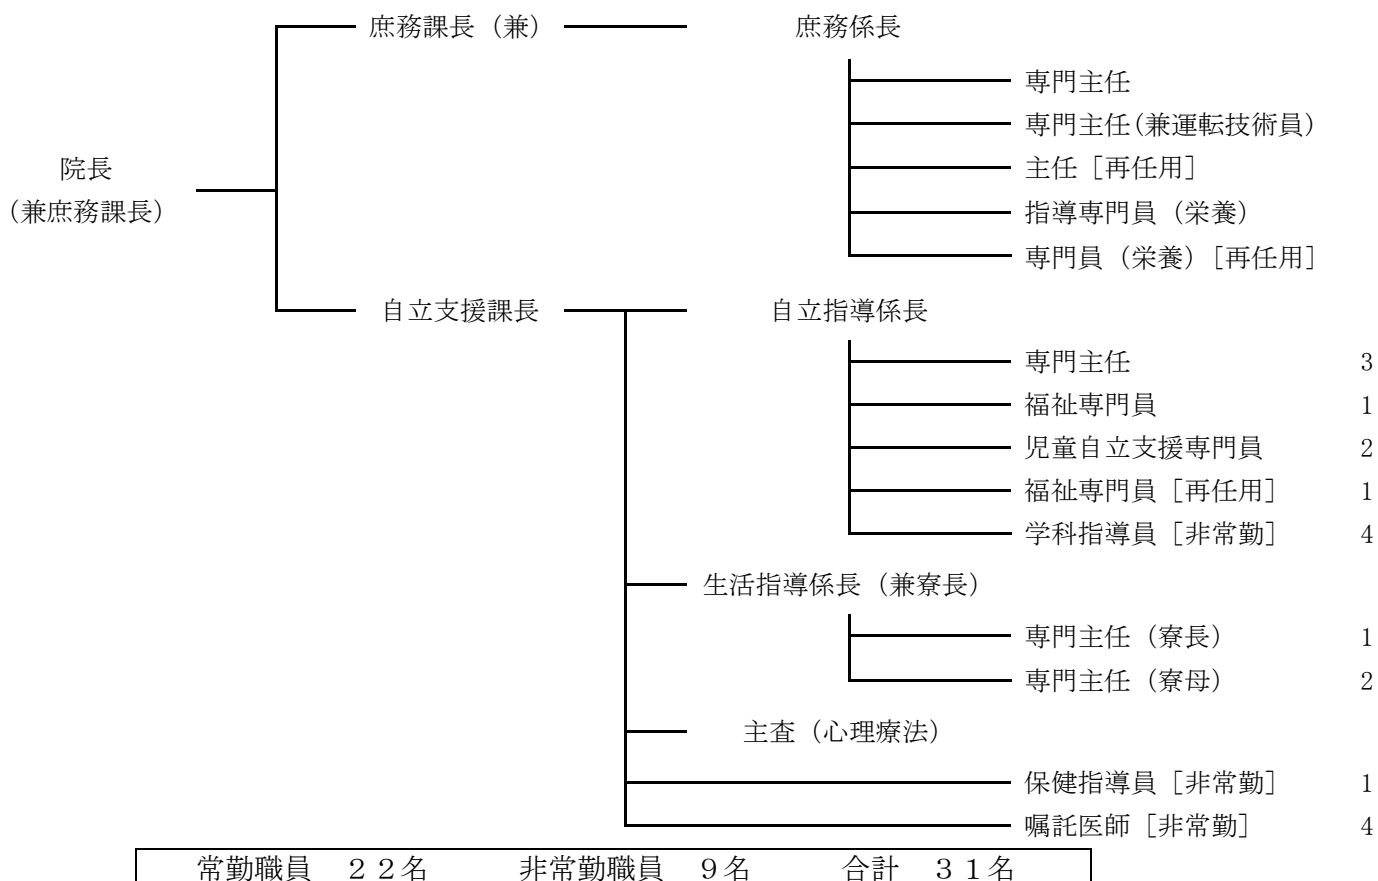 庶務課長（兼） 庶務係長
専門主任
専門主任(兼運転技術員)
院長
主任［再任用］
（兼庶務課長）
指導専門員（栄養）
専門員（栄養）［再任用］
自立支援課長 自立指導係長
専門主任 3
福祉専門員 1
児童自立支援専門員 2
福祉専門員［再任用］ 1
学科指導員［非常勤］ 4
生活指導係長（兼寮長）
専門主任（寮長） 1
専門主任（寮母） 2
主査（心理療法）
保健指導員［非常勤］ 1
嘱託医師［非常勤］ 4
常勤職員 ２２名 非常勤職員 ９名 合計 ３１名